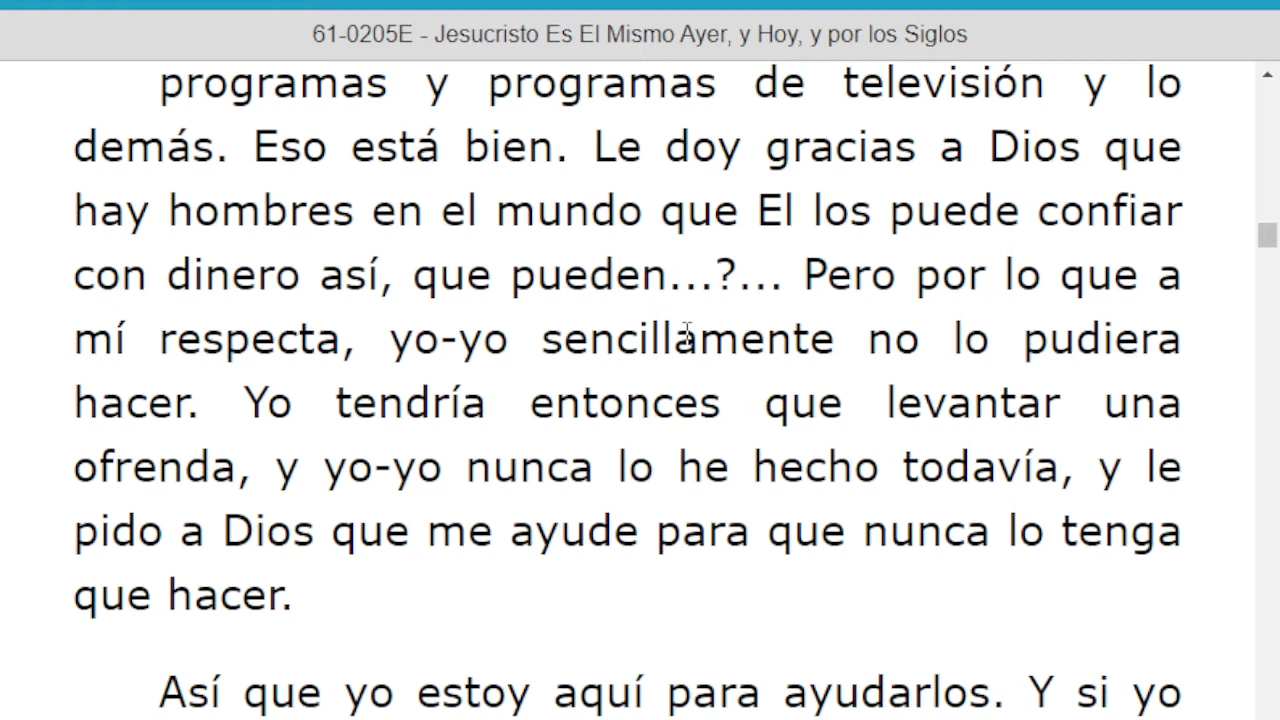 61-0205E - Jesucristo Es El Mismo Ayer, y Hoy, y por los Siglos
programas y programas de televisión y lo
demás. Eso está bien. Le doy gracias a Dios que
hay hombres en el mundo que El los puede confiar
con dinero así, que pueden...?... Pero por lo que a
mí respecta, yo-yo sencillamente no lo pudiera
hacer. Yo tendría entonces que levantar una
ofrenda, y yo-yo nunca lo he hecho todavía, y le
pido a Dios que me ayude para que nunca lo tenga
que hacer.
Así que yo estoy aquí para ayudarlos. Y si yo